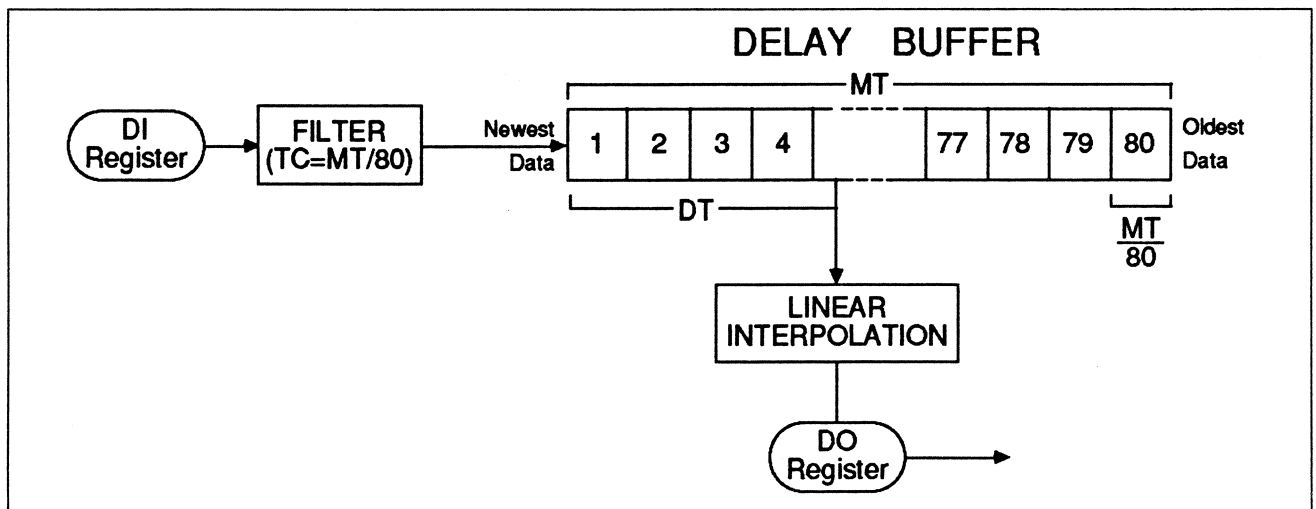 DELAY BUFFER
MT
DI
Register
FILTER
(TC=MT/80)
Newest
Data
1 2 3 4 77 78 79 80
Oldest
Data
DT
MT
80
LINEAR
INTERPOLATION
DO
Register